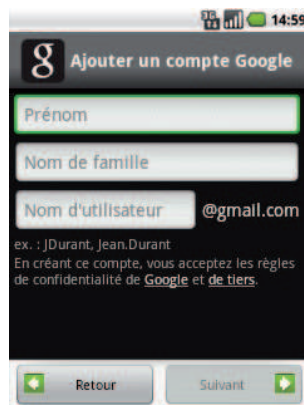 14:59
Ajouter un compte Google
Prénom
Nom de famille
Nom d'utilisateur @gmail.com
ex. : JDurant, Jean.Durant
En créant ce compte, vous acceptez les règles
de confidentialité de Google et de tiers.
Retour Suivant